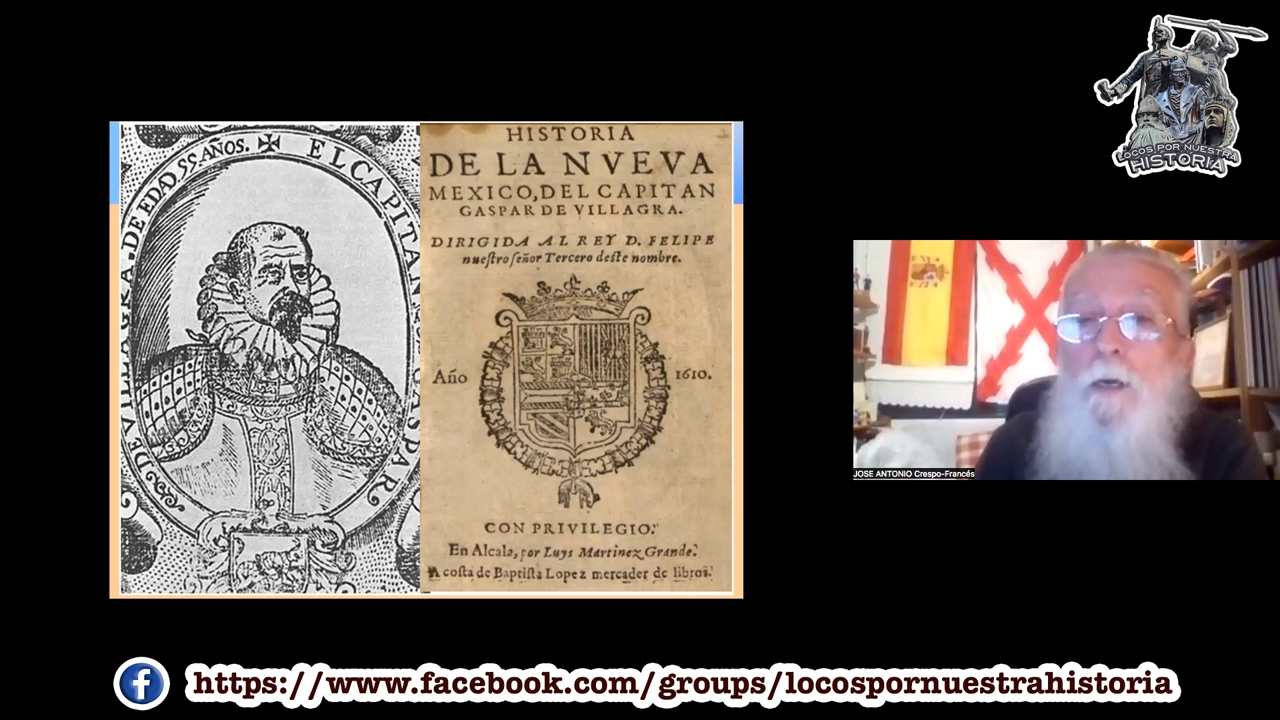 DE VILLAGRA, DE EDAD 55 AÑOS. ✠ EL CAPITAN
GASPAR
HISTORIA
DE LA NVEVA
MEXICO, DEL CAPITAN
GASPAR DE VILLAGRA.
DIRIGIDA AL REY D. FELIPE
nueſtro ſeñor Tercero deſte nombre.
Año 1610.
CON PRIVILEGIO.
En Alcala, por Luys Martinez Grande.
A coſta de Baptiſta Lopez mercader de libros.
LOCOS POR NUESTRA
HISTORIA
JOSE ANTONIO Crespo-Francés
https://www.facebook.com/groups/locospornuestrahistoria